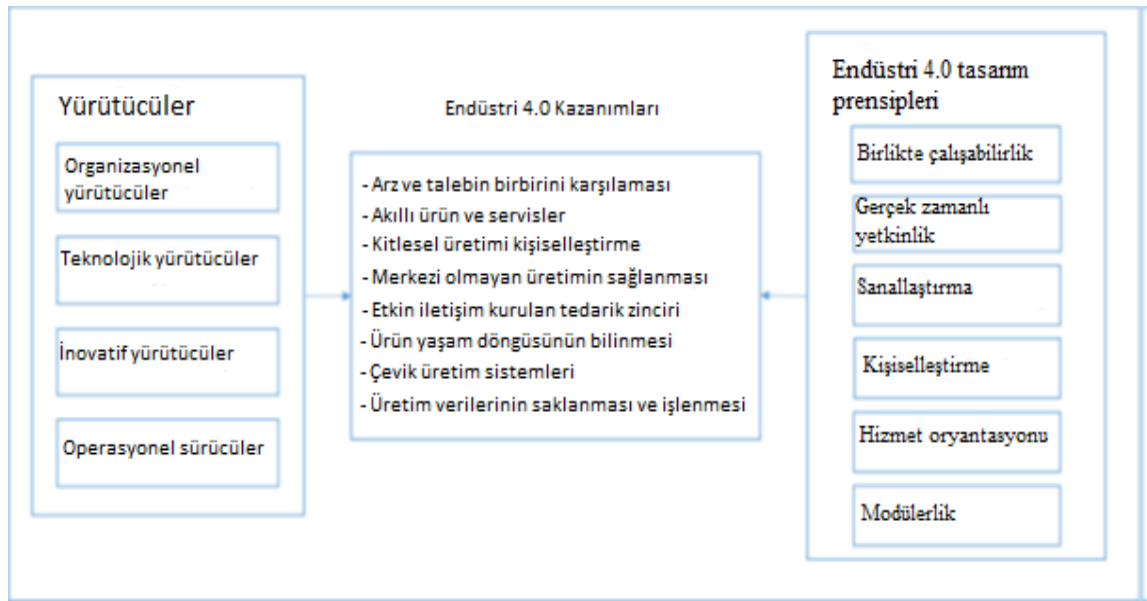 Yürütücüler
Organizasyonel
yürütücüler
Teknolojik yürütücüler
İnovatif yürütücüler
Operasyonel sürücüler
Endüstri 4.0 Kazanımları
- Arz ve talebin birbirini karşılaması
- Akıllı ürün ve servisler
- Kitlesel üretimi kişiselleştirme
- Merkezi olmayan üretimin sağlanması
- Etkin iletişim kurulan tedarik zinciri
- Ürün yaşam döngüsünün bilinmesi
- Çevik üretim sistemleri
- Üretim verilerinin saklanması ve işlenmesi
Endüstri 4.0 tasarım
prensipleri
Birlikte çalışabilirlik
Gerçek zamanlı
yetkinlik
Sanallaştırma
Kişiselleştirme
Hizmet oryantasyonu
Modülerlik